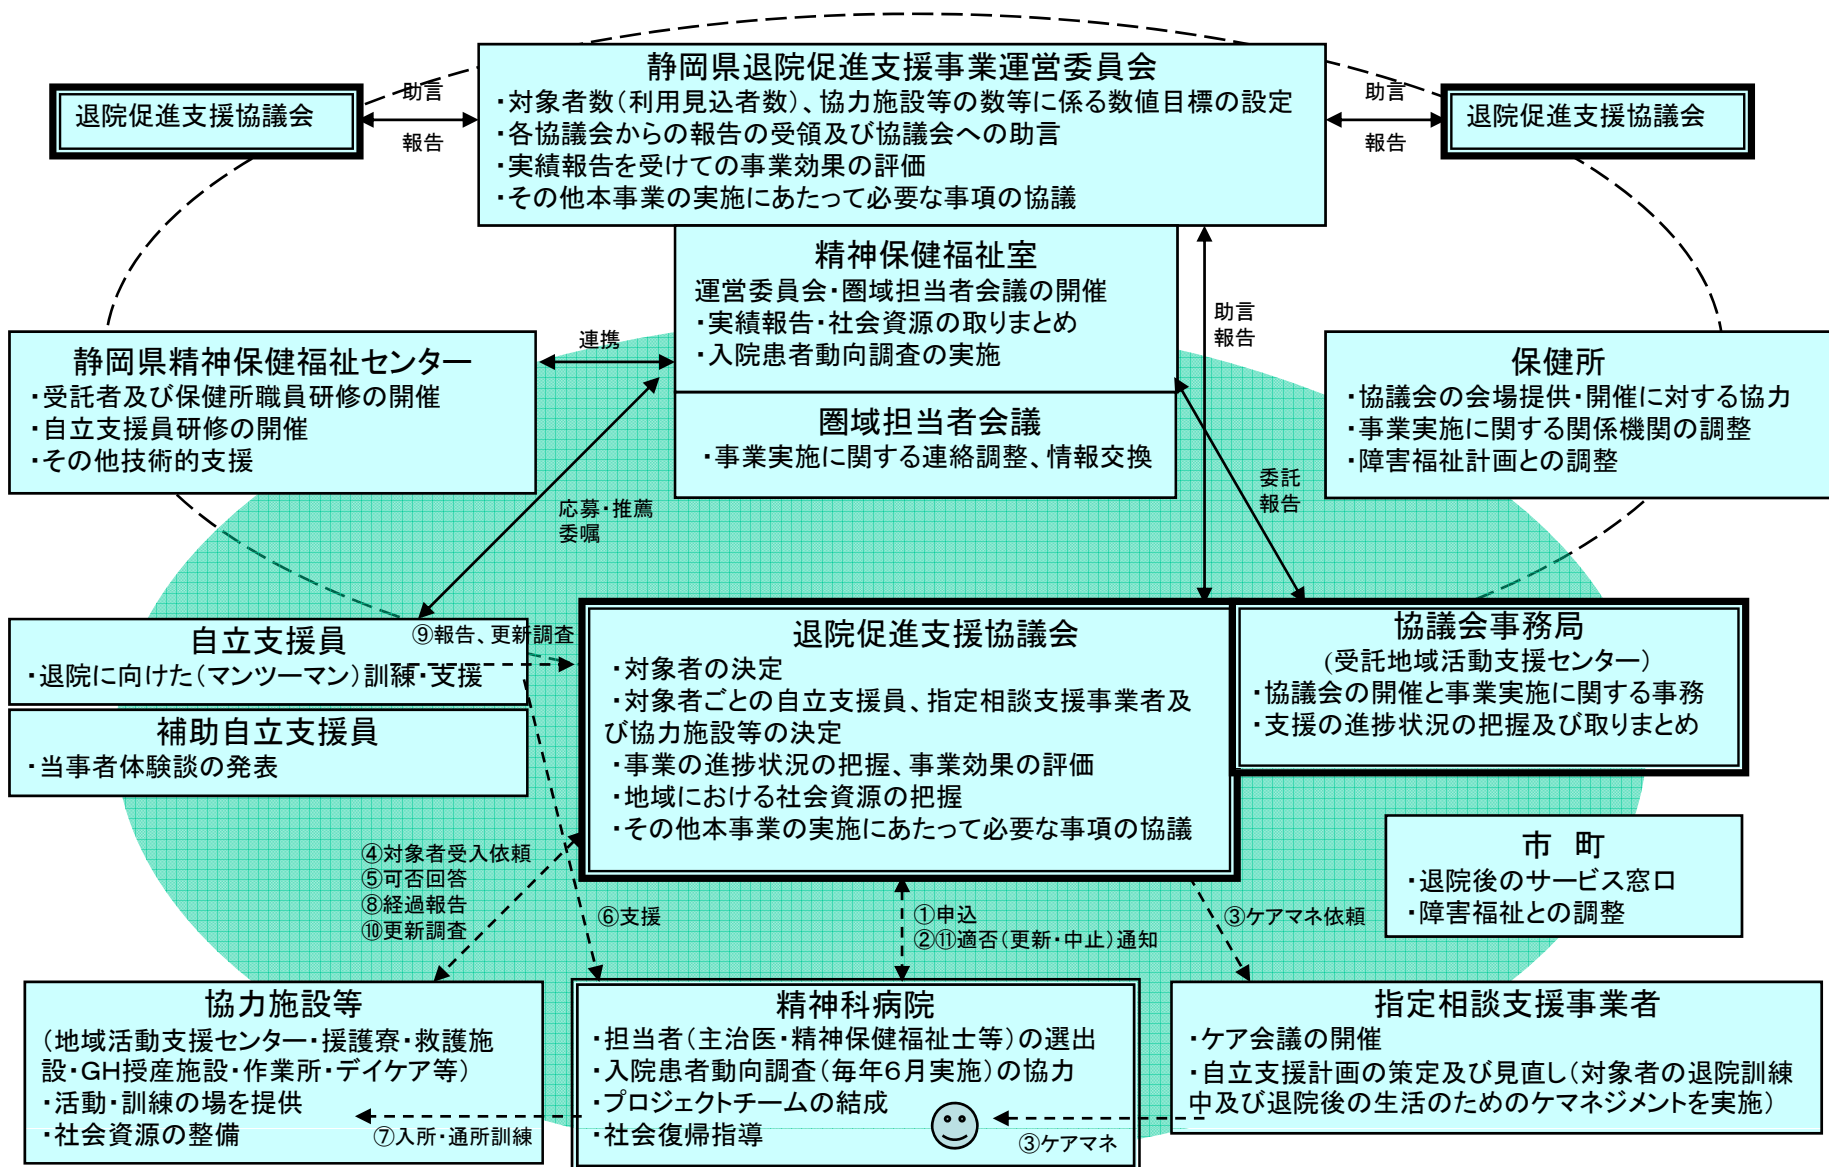 静岡県退院促進支援事業運営委員会
・対象者数(利用見込者数)、協力施設等の数等に係る数値目標の設定
・各協議会からの報告の受領及び協議会への助言
・実績報告を受けての事業効果の評価
・その他本事業の実施にあたって必要な事項の協議
退院促進支援協議会
助言
報告
助言
報告
退院促進支援協議会
精神保健福祉室
運営委員会・圏域担当者会議の開催
・実績報告・社会資源の取りまとめ
・入院患者動向調査の実施
圏域担当者会議
・事業実施に関する連絡調整、情報交換
連携
助言
報告
静岡県精神保健福祉センター
・受託者及び保健所職員研修の開催
・自立支援員研修の開催
・その他技術的支援
保健所
・協議会の会場提供・開催に対する協力
・事業実施に関する関係機関の調整
・障害福祉計画との調整
応募・推薦
委嘱
委託
報告
自立支援員
・退院に向けた(マンツーマン)訓練・支援
⑨報告、更新調査
補助自立支援員
・当事者体験談の発表
退院促進支援協議会
・対象者の決定
・対象者ごとの自立支援員、指定相談支援事業者及
び協力施設等の決定
・事業の進捗状況の把握、事業効果の評価
・地域における社会資源の把握
・その他本事業の実施にあたって必要な事項の協議
協議会事務局
(受託地域活動支援センター)
・協議会の開催と事業実施に関する事務
・支援の進捗状況の把握及び取りまとめ
市 町
・退院後のサービス窓口
・障害福祉との調整
④対象者受入依頼
⑤可否回答
⑧経過報告
⑩更新調査
⑥支援
①申込
②⑪適否(更新・中止)通知
③ケアマネ依頼
協力施設等
(地域活動支援センター・援護寮・救護施
設・GH授産施設・作業所・デイケア等)
・活動・訓練の場を提供
・社会資源の整備
⑦入所・通所訓練
精神科病院
・担当者(主治医・精神保健福祉士等)の選出
・入院患者動向調査(毎年6月実施)の協力
・プロジェクトチームの結成
・社会復帰指導
③ケアマネ
指定相談支援事業者
・ケア会議の開催
・自立支援計画の策定及び見直し(対象者の退院訓練
中及び退院後の生活のためのケマネジメントを実施)